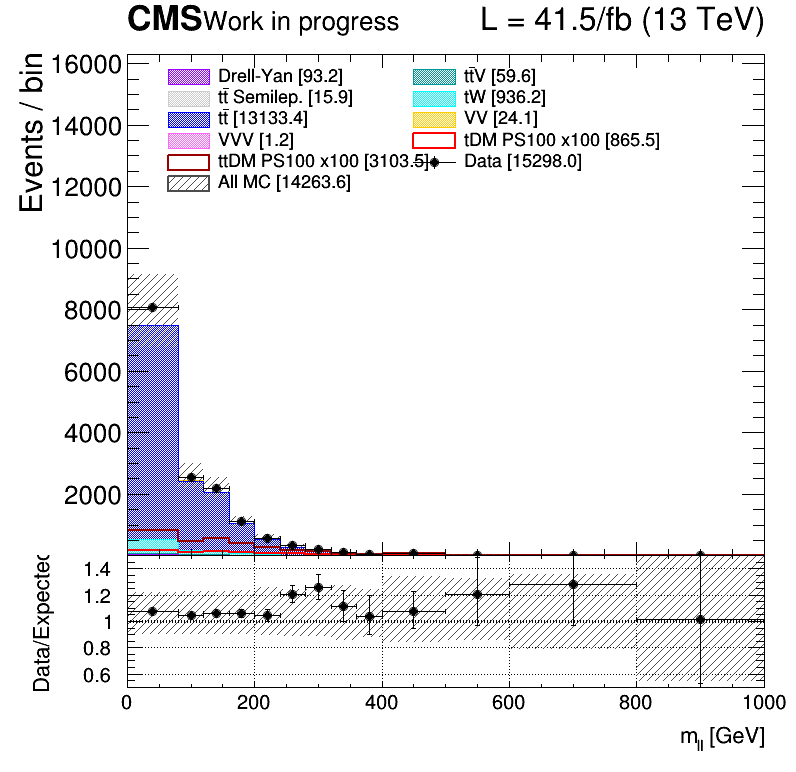 CMS Work in progress L = 41.5/fb (13 TeV)
Events / bin
16000
14000
12000
10000
8000
6000
4000
2000
Drell-Yan [93.2] tt̄V [59.6]
tt̄ Semilep. [15.9] tW [936.2]
tt̄ [13133.4] VV [24.1]
VVV [1.2] tDM PS100 x100 [865.5]
ttDM PS100 x100 [3103.5] Data [15298.0]
All MC [14263.6]
Data/Expected
1.4
1.2
1
0.8
0.6
0 200 400 600 800 1000
m_ll [GeV]